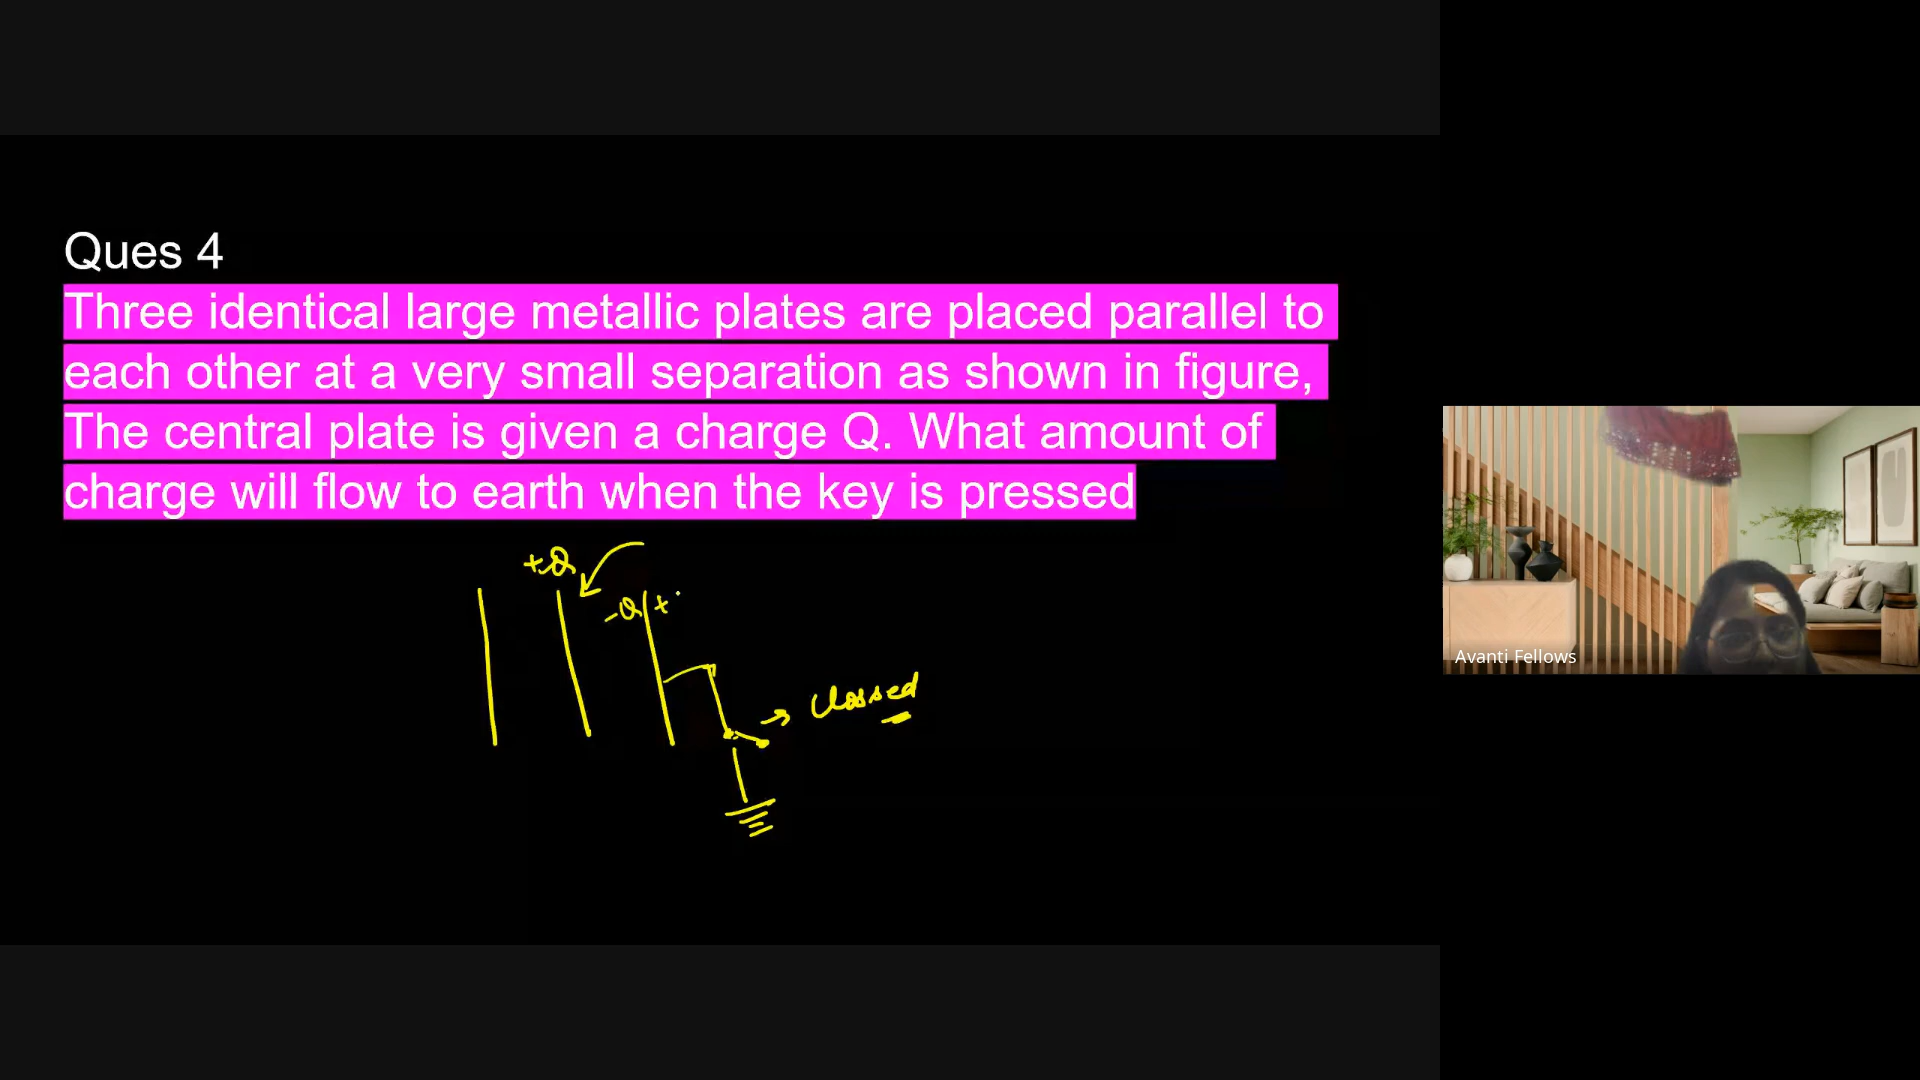 Ques 4
Three identical large metallic plates are placed parallel to
each other at a very small separation as shown in figure,
The central plate is given a charge Q. What amount of
charge will flow to earth when the key is pressed
+Q
-Q +
→ Clossed
Avanti Fellows